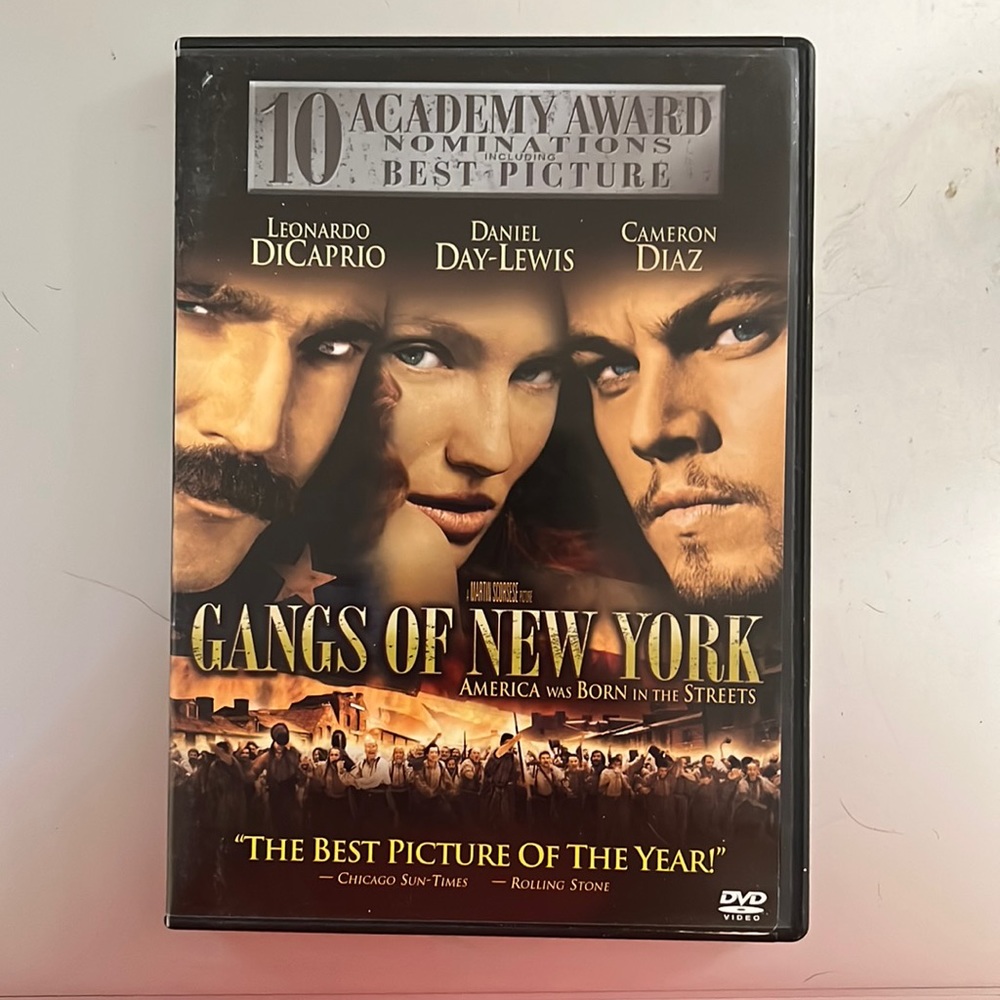 10 ACADEMY AWARD
NOMINATIONS
INCLUDING
BEST PICTURE
LEONARDO DICAPRIO
DANIEL DAY-LEWIS
CAMERON DIAZ
A MARTIN SCORSESE PICTURE
GANGS OF NEW YORK
AMERICA WAS BORN IN THE STREETS
“THE BEST PICTURE OF THE YEAR!”
— CHICAGO SUN-TIMES — ROLLING STONE
DVD
VIDEO